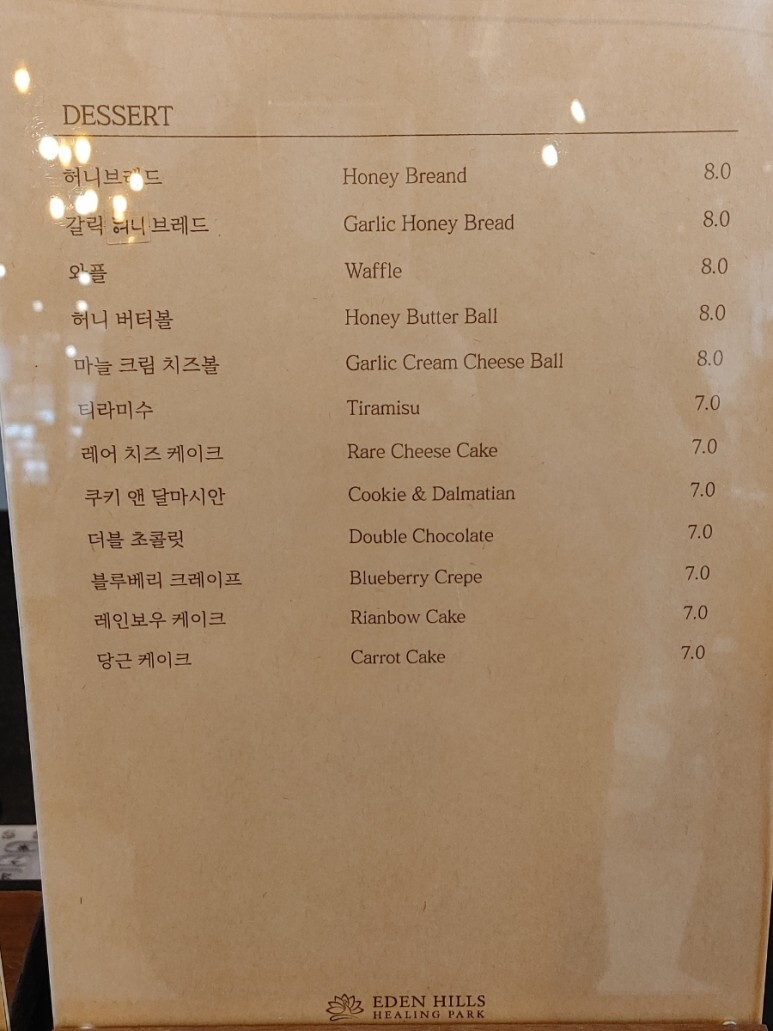 DESSERT
허니브레드 Honey Breand 8.0
갈릭 허니 브레드 Garlic Honey Bread 8.0
와플 Waffle 8.0
허니 버터볼 Honey Butter Ball 8.0
마늘 크림 치즈볼 Garlic Cream Cheese Ball 8.0
티라미수 Tiramisu 7.0
레어 치즈 케이크 Rare Cheese Cake 7.0
쿠키 앤 달마시안 Cookie & Dalmatian 7.0
더블 초콜릿 Double Chocolate 7.0
블루베리 크레이프 Blueberry Crepe 7.0
레인보우 케이크 Rianbow Cake 7.0
당근 케이크 Carrot Cake 7.0
EDEN HILLS
HEALING PARK